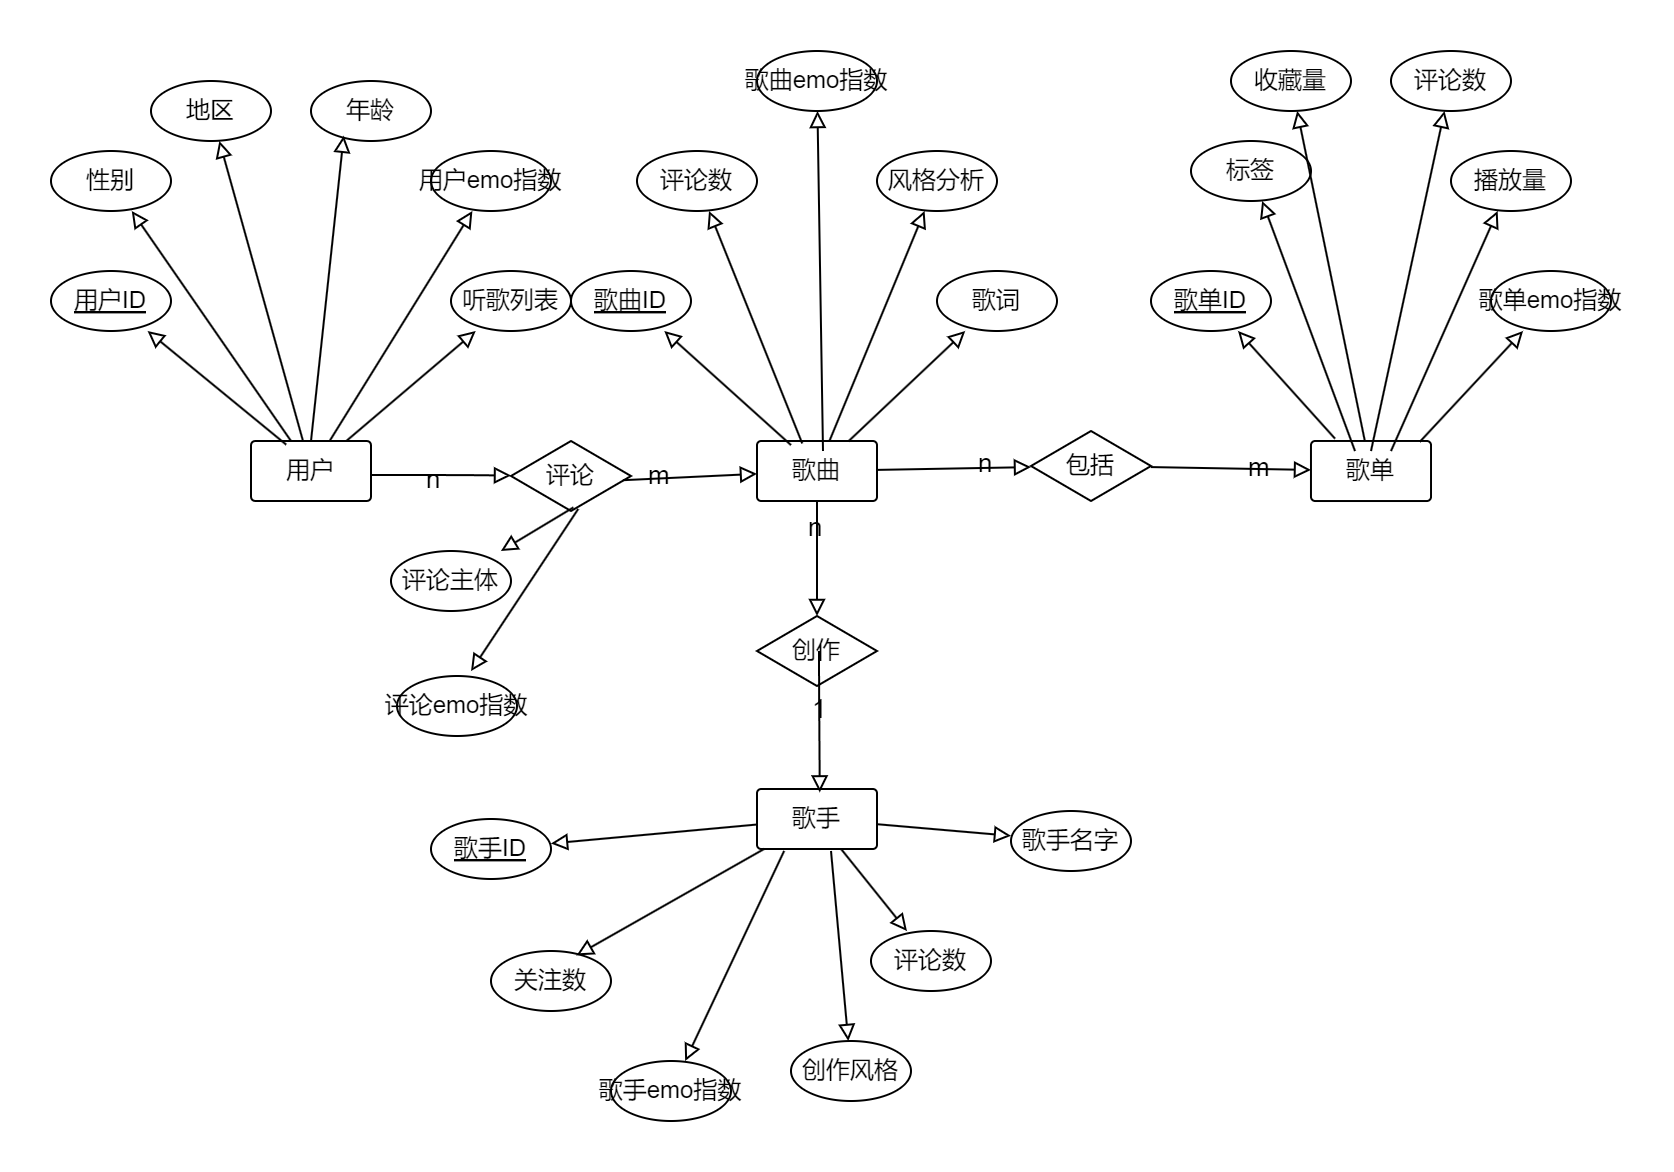 歌曲emo指数
收藏量
评论数
地区
年龄
性别
用户emo指数
评论数
风格分析
标签
播放量
用户ID
听歌列表
歌曲ID
歌词
歌单ID
歌单emo指数
用户
n
评论
m
歌曲
n
包括
m
歌单
n
评论主体
创作
评论emo指数
1
歌手
歌手ID
歌手名字
关注数
评论数
歌手emo指数
创作风格